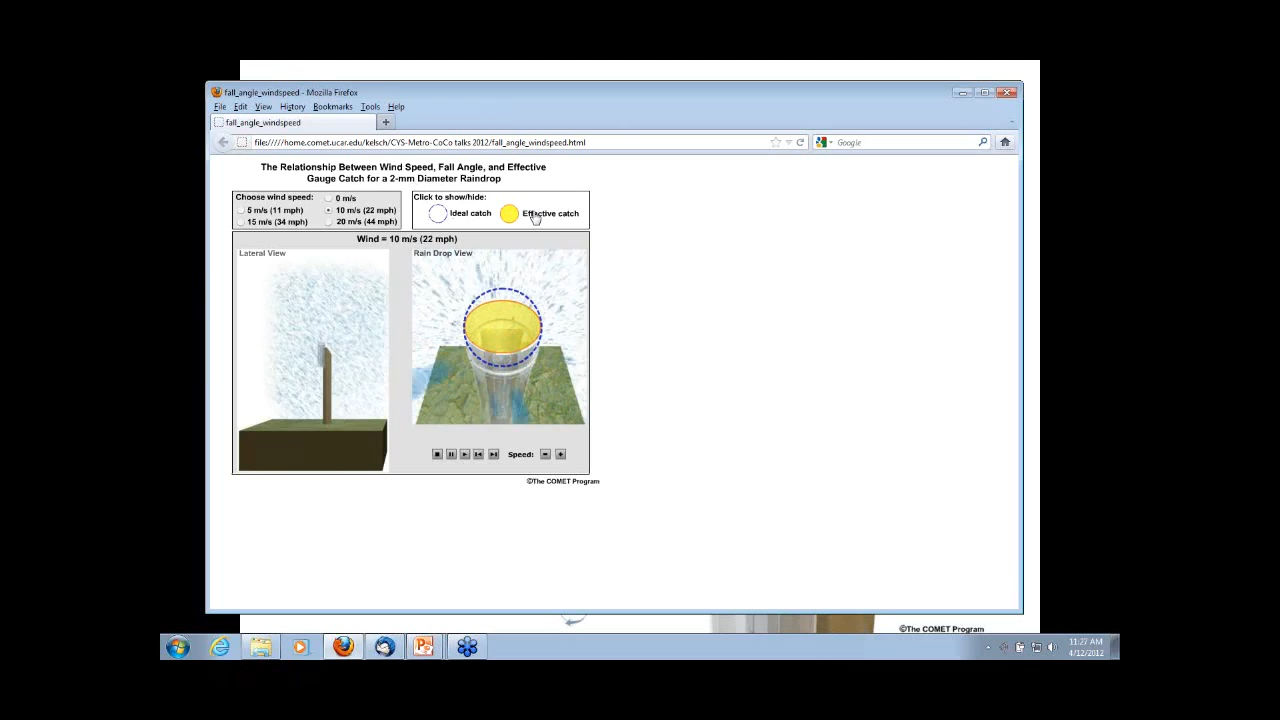 fall_angle_windspeed - Mozilla Firefox
File Edit View History Bookmarks Tools Help
fall_angle_windspeed
file://///home.comet.ucar.edu/kelsch/CYS-Metro-CoCo talks 2012/fall_angle_windspeed.html
Google
The Relationship Between Wind Speed, Fall Angle, and Effective
Gauge Catch for a 2-mm Diameter Raindrop
Choose wind speed: 0 m/s
5 m/s (11 mph) 10 m/s (22 mph)
15 m/s (34 mph) 20 m/s (44 mph)
Click to show/hide:
Ideal catch Effective catch
Wind = 10 m/s (22 mph)
Lateral View
Rain Drop View
Speed:
©The COMET Program
©The COMET Program
11:27 AM
4/12/2012